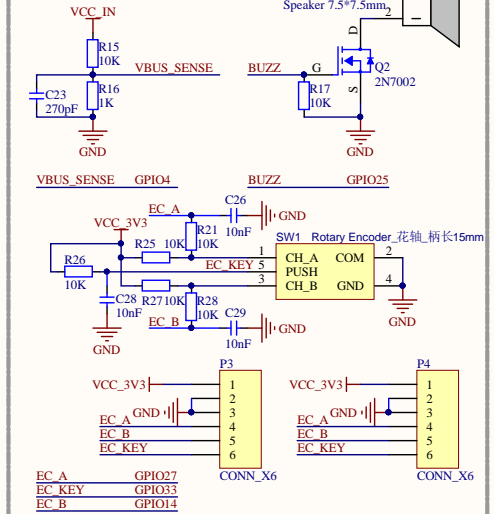 Speaker 7.5*7.5mm
2
VCC_IN
D
R15
10K
VBUS_SENSE
BUZZ
G
Q2
2N7002
C23
270pF
R16
1K
R17
10K
S
GND
GND
VBUS_SENSE GPIO4
BUZZ GPIO25
C26
EC_A
10nF
GND
VCC_3V3
R21
10K
R25 10K
SW1 Rotary Encoder_花轴_柄长15mm
1 CH_A COM 2
EC_KEY 5 PUSH
3 CH_B GND 4
R26
10K
C28
10nF
R27 10K
R28
10K
C29
EC_B
10nF
GND
GND
GND
P3
VCC_3V3 1
2
GND 3
EC_A 4
EC_B 5
EC_KEY 6
CONN_X6
P4
VCC_3V3 1
2
GND 3
EC_A 4
EC_B 5
EC_KEY 6
CONN_X6
EC_A GPIO27
EC_KEY GPIO33
EC_B GPIO14